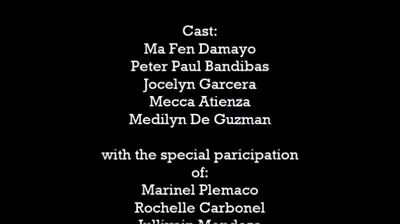 Cast:
Ma Fen Damayo
Peter Paul Bandibas
Jocelyn Garcera
Mecca Atienza
Medilyn De Guzman
with the special paricipation
of:
Marinel Plemaco
Rochelle Carbonel